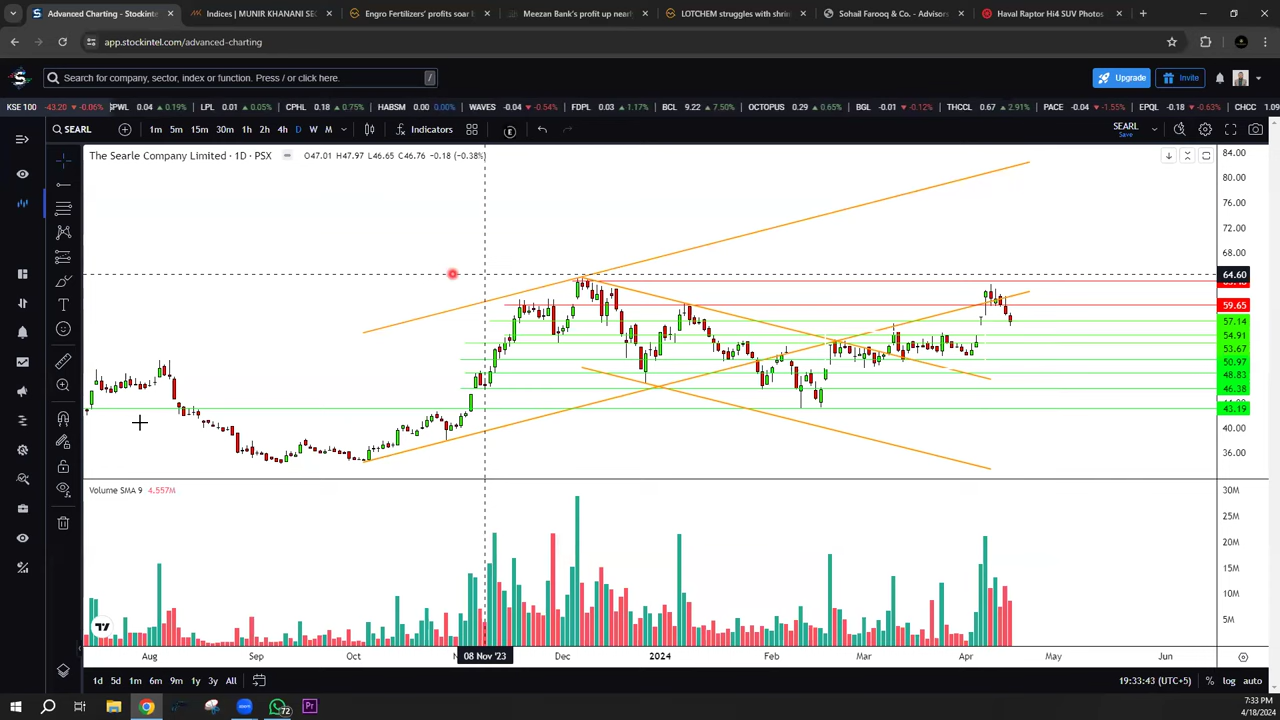 Advanced Charting - Stockintel
Indices | MUNIR KHANANI SE
Engro Fertilizers' profits soar
Meezan Bank's profit up nearl
LOTCHEM struggles with shrin
Sohail Farooq & Co. - Advisors
Haval Raptor Hi4 SUV Photos
app.stockintel.com/advanced-charting
Search for company, sector, index or function. Press / or click here.
/
Upgrade
Invite
KSE 100 -43.20 -0.06%
PWL 0.04 0.19% LPL 0.01 0.05% CPHL 0.18 0.75% HABSM 0.00 0.00% WAVES -0.04 -0.54% FDPL 0.03 1.17% BCL 9.22 7.50% OCTOPUS 0.29 0.65% BGL -0.01 -0.12% THCCL 0.67 2.91% PACE -0.04 -1.55% EPQL -0.18 -0.63% CHCC 1.09
SEARL
1m 5m 15m 30m 1h 2h 4h D W M
Indicators
E
SEARL
Save
The Searle Company Limited · 1D · PSX
O47.01 H47.97 L46.65 C46.76 -0.18 (-0.38%)
84.00
80.00
76.00
72.00
68.00
64.60
59.65
57.14
54.91
53.67
50.97
48.83
46.38
43.19
40.00
36.00
Volume SMA 9 4.557M
30M
25M
20M
15M
10M
5M
Aug Sep Oct 08 Nov '23 Dec 2024 Feb Mar Apr May Jun
1d 5d 1m 6m 9m 1y 3y All
19:33:43 (UTC+5) % log auto
72
Pr
7:33 PM
4/18/2024